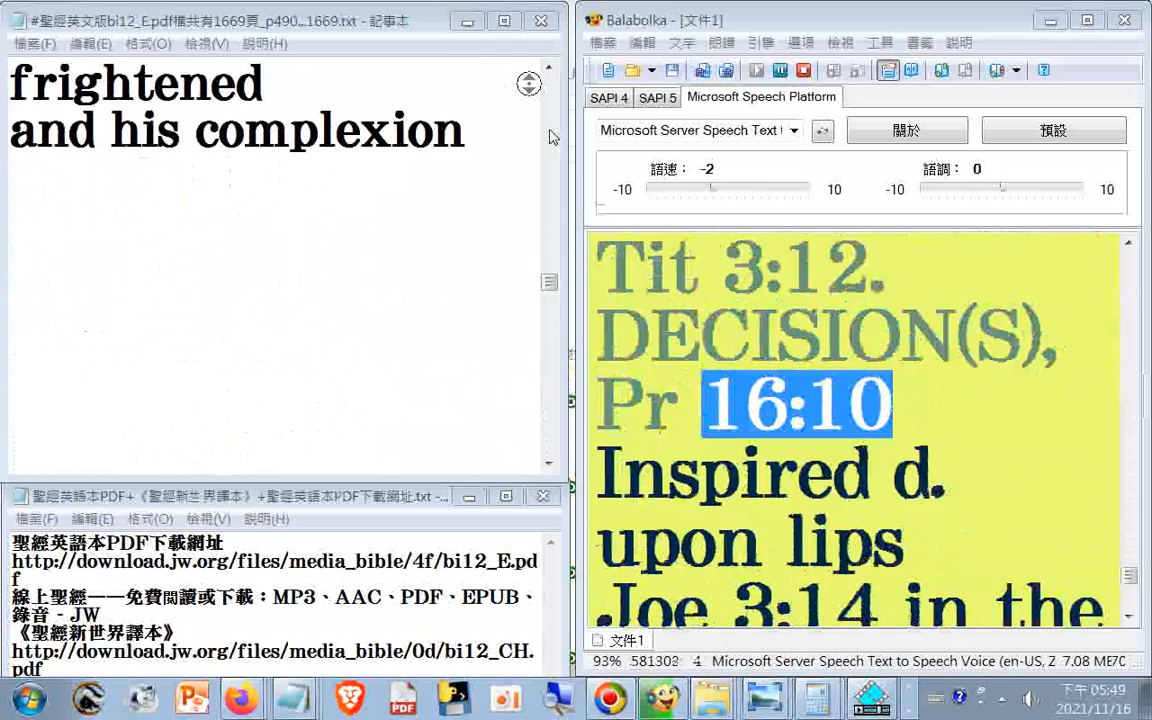 #聖經英文版bi12_E.pdf檔共有1669頁_p490...1669.txt - 記事本
檔案(F) 編輯(E) 格式(O) 檢視(V) 說明(H)
frightened
and his complexion
聖經英語本PDF+《聖經新世界譯本》+聖經英語本PDF下載網址.txt -...
檔案(F) 編輯(E) 格式(O) 檢視(V) 說明(H)
聖經英語本PDF下載網址
http://download.jw.org/files/media_bible/4f/bi12_E.pd
f
線上聖經——免費閱讀或下載：MP3、AAC、PDF、EPUB、
錄音 - JW
《聖經新世界譯本》
http://download.jw.org/files/media_bible/0d/bi12_CH.
pdf
Balabolka - [文件1]
檔案 編輯 文字 朗讀 引擎 選項 檢視 工具 書籤 說明
SAPI 4 SAPI 5 Microsoft Speech Platform
Microsoft Server Speech Text 關於 預設
語速： -2 語調： 0
-10 10 -10 10
Tit 3:12.
DECISION(S),
Pr 16:10
Inspired d.
upon lips
Joe 3:14 in the
文件1
93% 581303 4 Microsoft Server Speech Text to Speech Voice (en-US, Z 7.08 ME7C
下午 05:49
2021/11/16